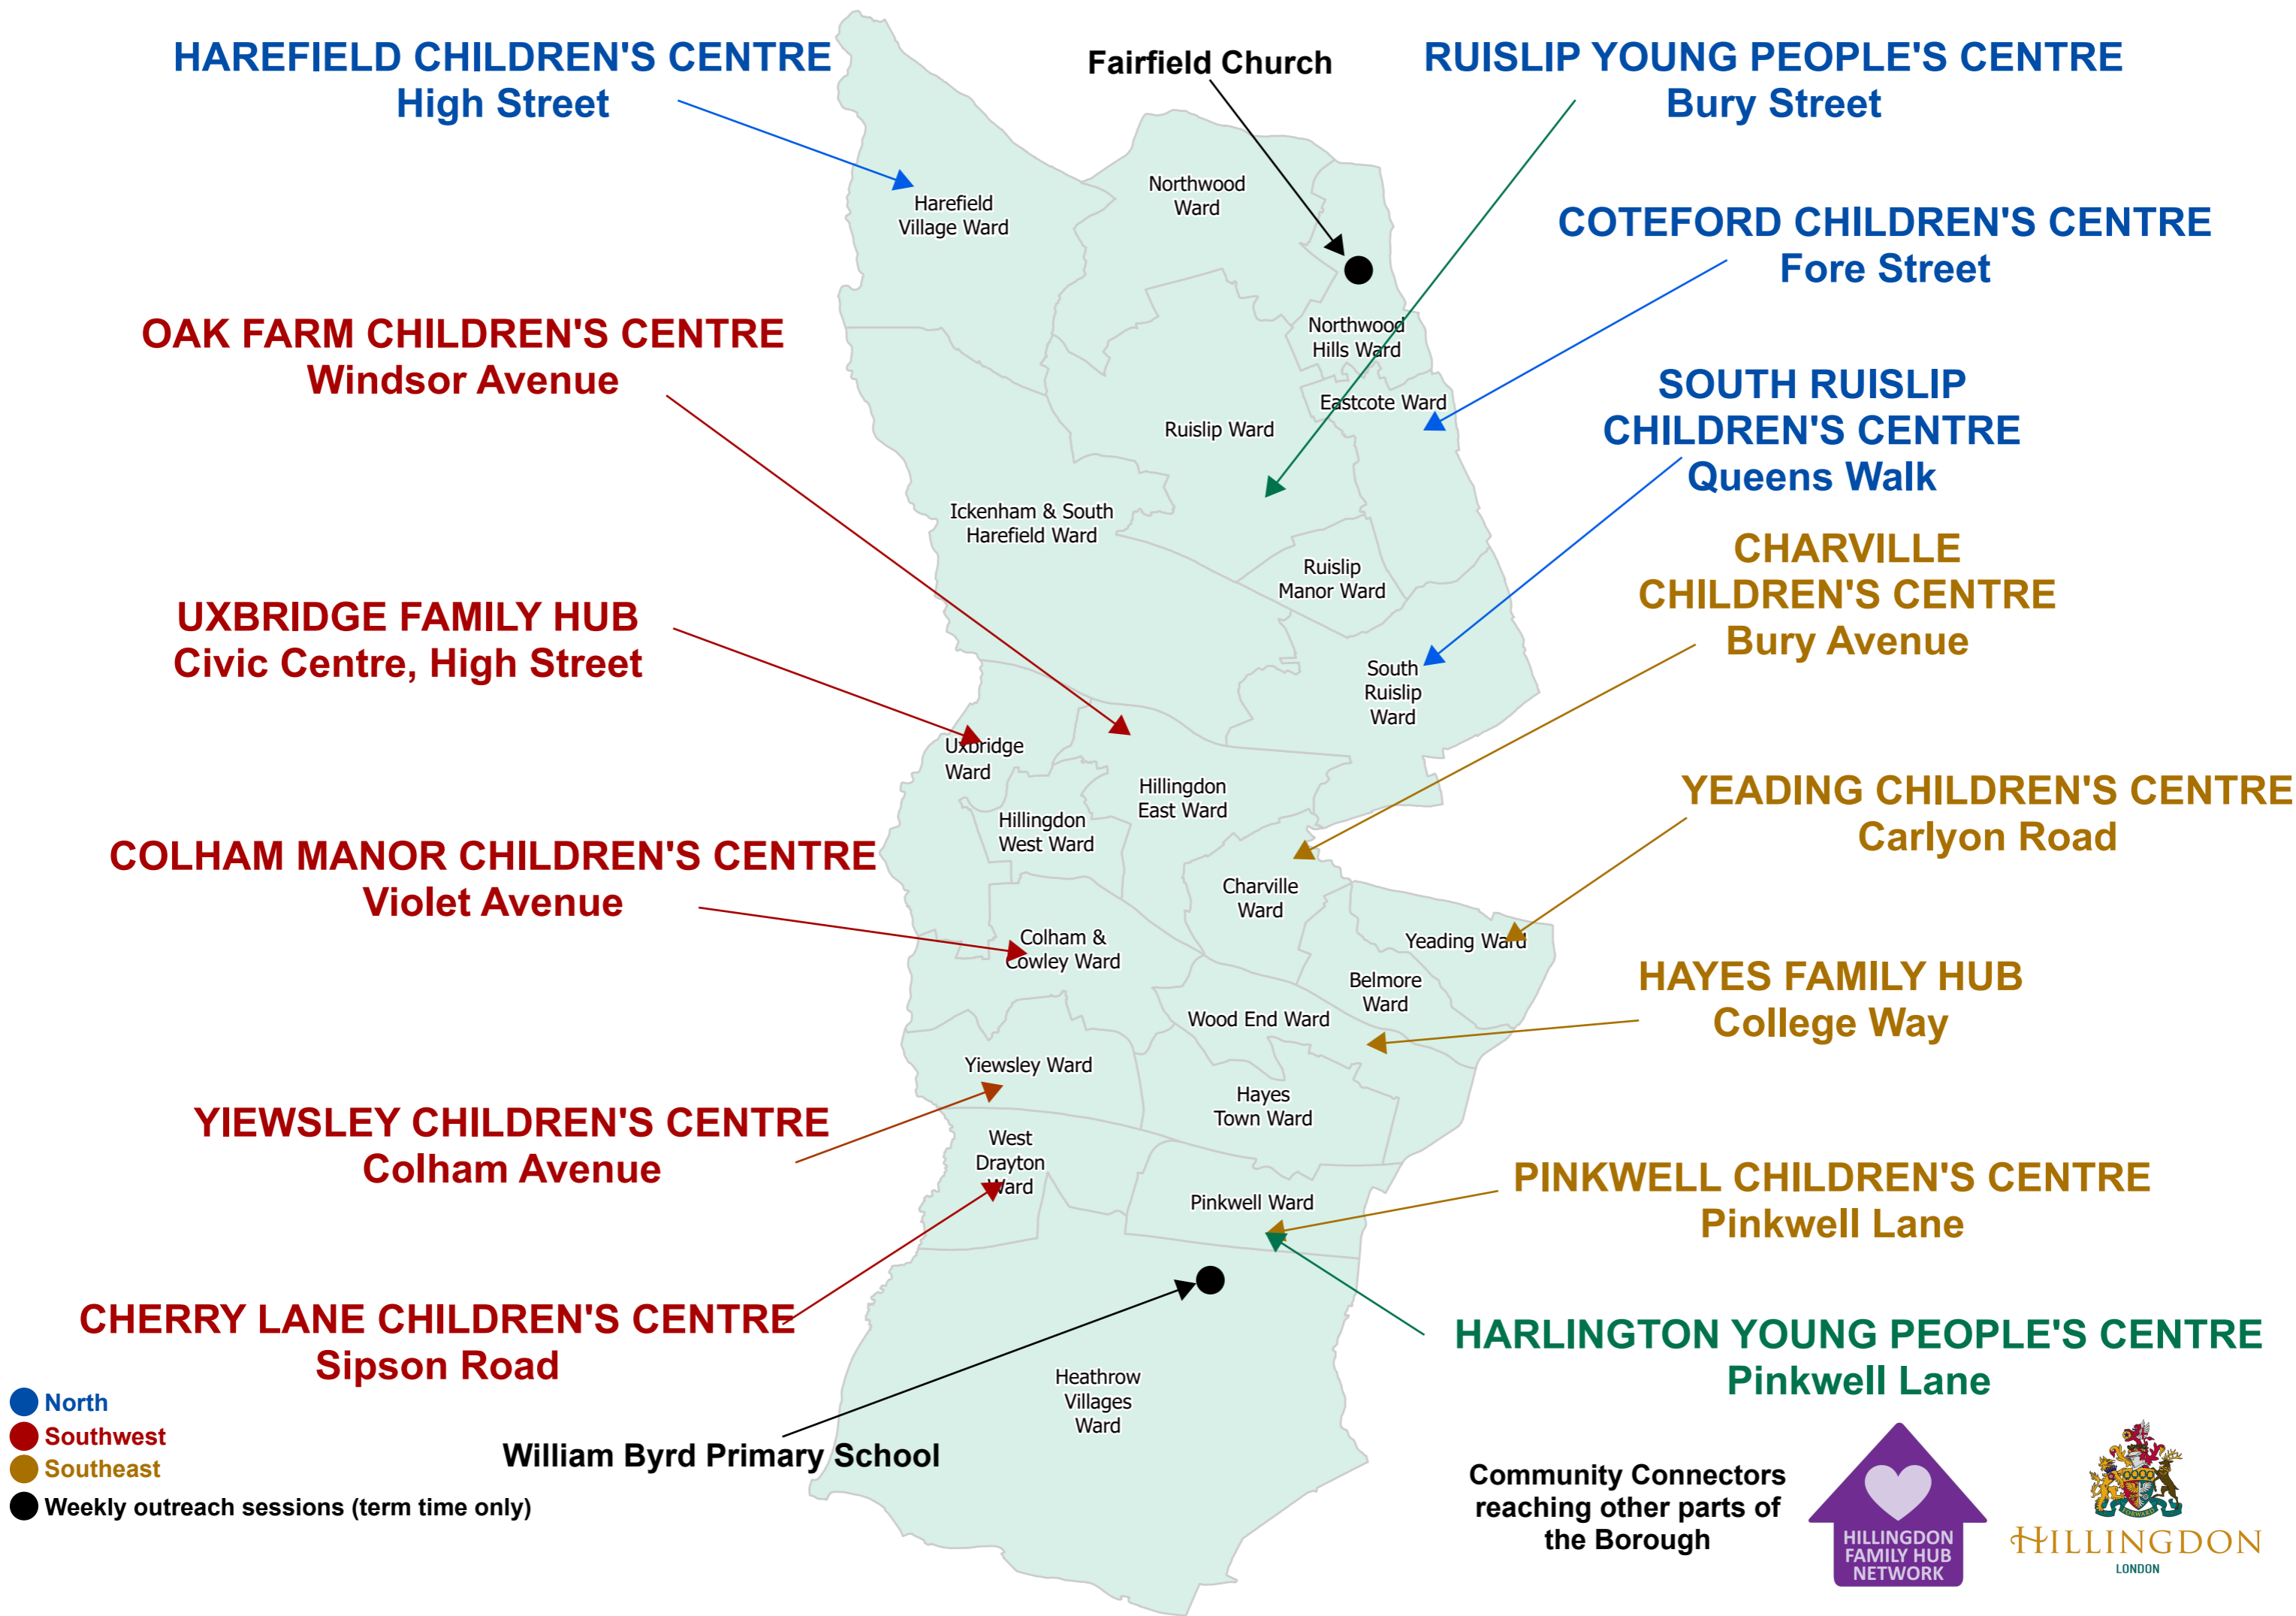 HAREFIELD CHILDREN'S CENTRE
High Street
Fairfield Church
RUISLIP YOUNG PEOPLE'S CENTRE
Bury Street
COTEFORD CHILDREN'S CENTRE
Fore Street
OAK FARM CHILDREN'S CENTRE
Windsor Avenue
SOUTH RUISLIP
CHILDREN'S CENTRE
Queens Walk
CHARVILLE
CHILDREN'S CENTRE
Bury Avenue
UXBRIDGE FAMILY HUB
Civic Centre, High Street
YEADING CHILDREN'S CENTRE
Carlyon Road
COLHAM MANOR CHILDREN'S CENTRE
Violet Avenue
HAYES FAMILY HUB
College Way
YIEWSLEY CHILDREN'S CENTRE
Colham Avenue
PINKWELL CHILDREN'S CENTRE
Pinkwell Lane
CHERRY LANE CHILDREN'S CENTRE
Sipson Road
HARLINGTON YOUNG PEOPLE'S CENTRE
Pinkwell Lane
William Byrd Primary School
Harefield
Village Ward
Northwood
Ward
Northwood
Hills Ward
Eastcote Ward
Ruislip Ward
Ickenham & South
Harefield Ward
Ruislip
Manor Ward
South
Ruislip
Ward
Uxbridge
Ward
Hillingdon
East Ward
Hillingdon
West Ward
Charville
Ward
Colham &
Cowley Ward
Yeading Ward
Belmore
Ward
Wood End Ward
Yiewsley Ward
Hayes
Town Ward
West
Drayton
Ward
Pinkwell Ward
Heathrow
Villages
Ward
North
Southwest
Southeast
Weekly outreach sessions (term time only)
Community Connectors
reaching other parts of
the Borough
HILLINGDON
FAMILY HUB
NETWORK
FORWARD
HILLINGDON
LONDON